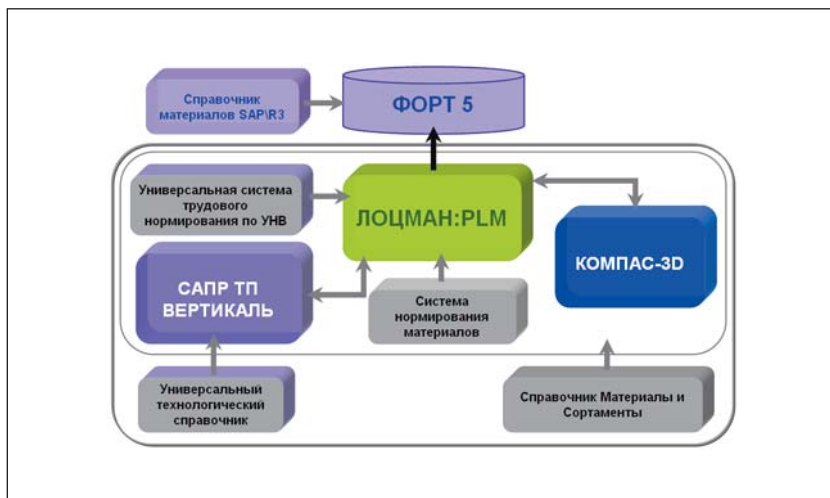 Справочник
материалов SAP\R3
ФОРТ 5
Универсальная система
трудового
нормирования по УНВ
ЛОЦМАН:PLM
КОМПАС-3D
САПР ТП
ВЕРТИКАЛЬ
Система
нормирования
материалов
Универсальный
технологический
справочник
Справочник Материалы и
Сортаменты